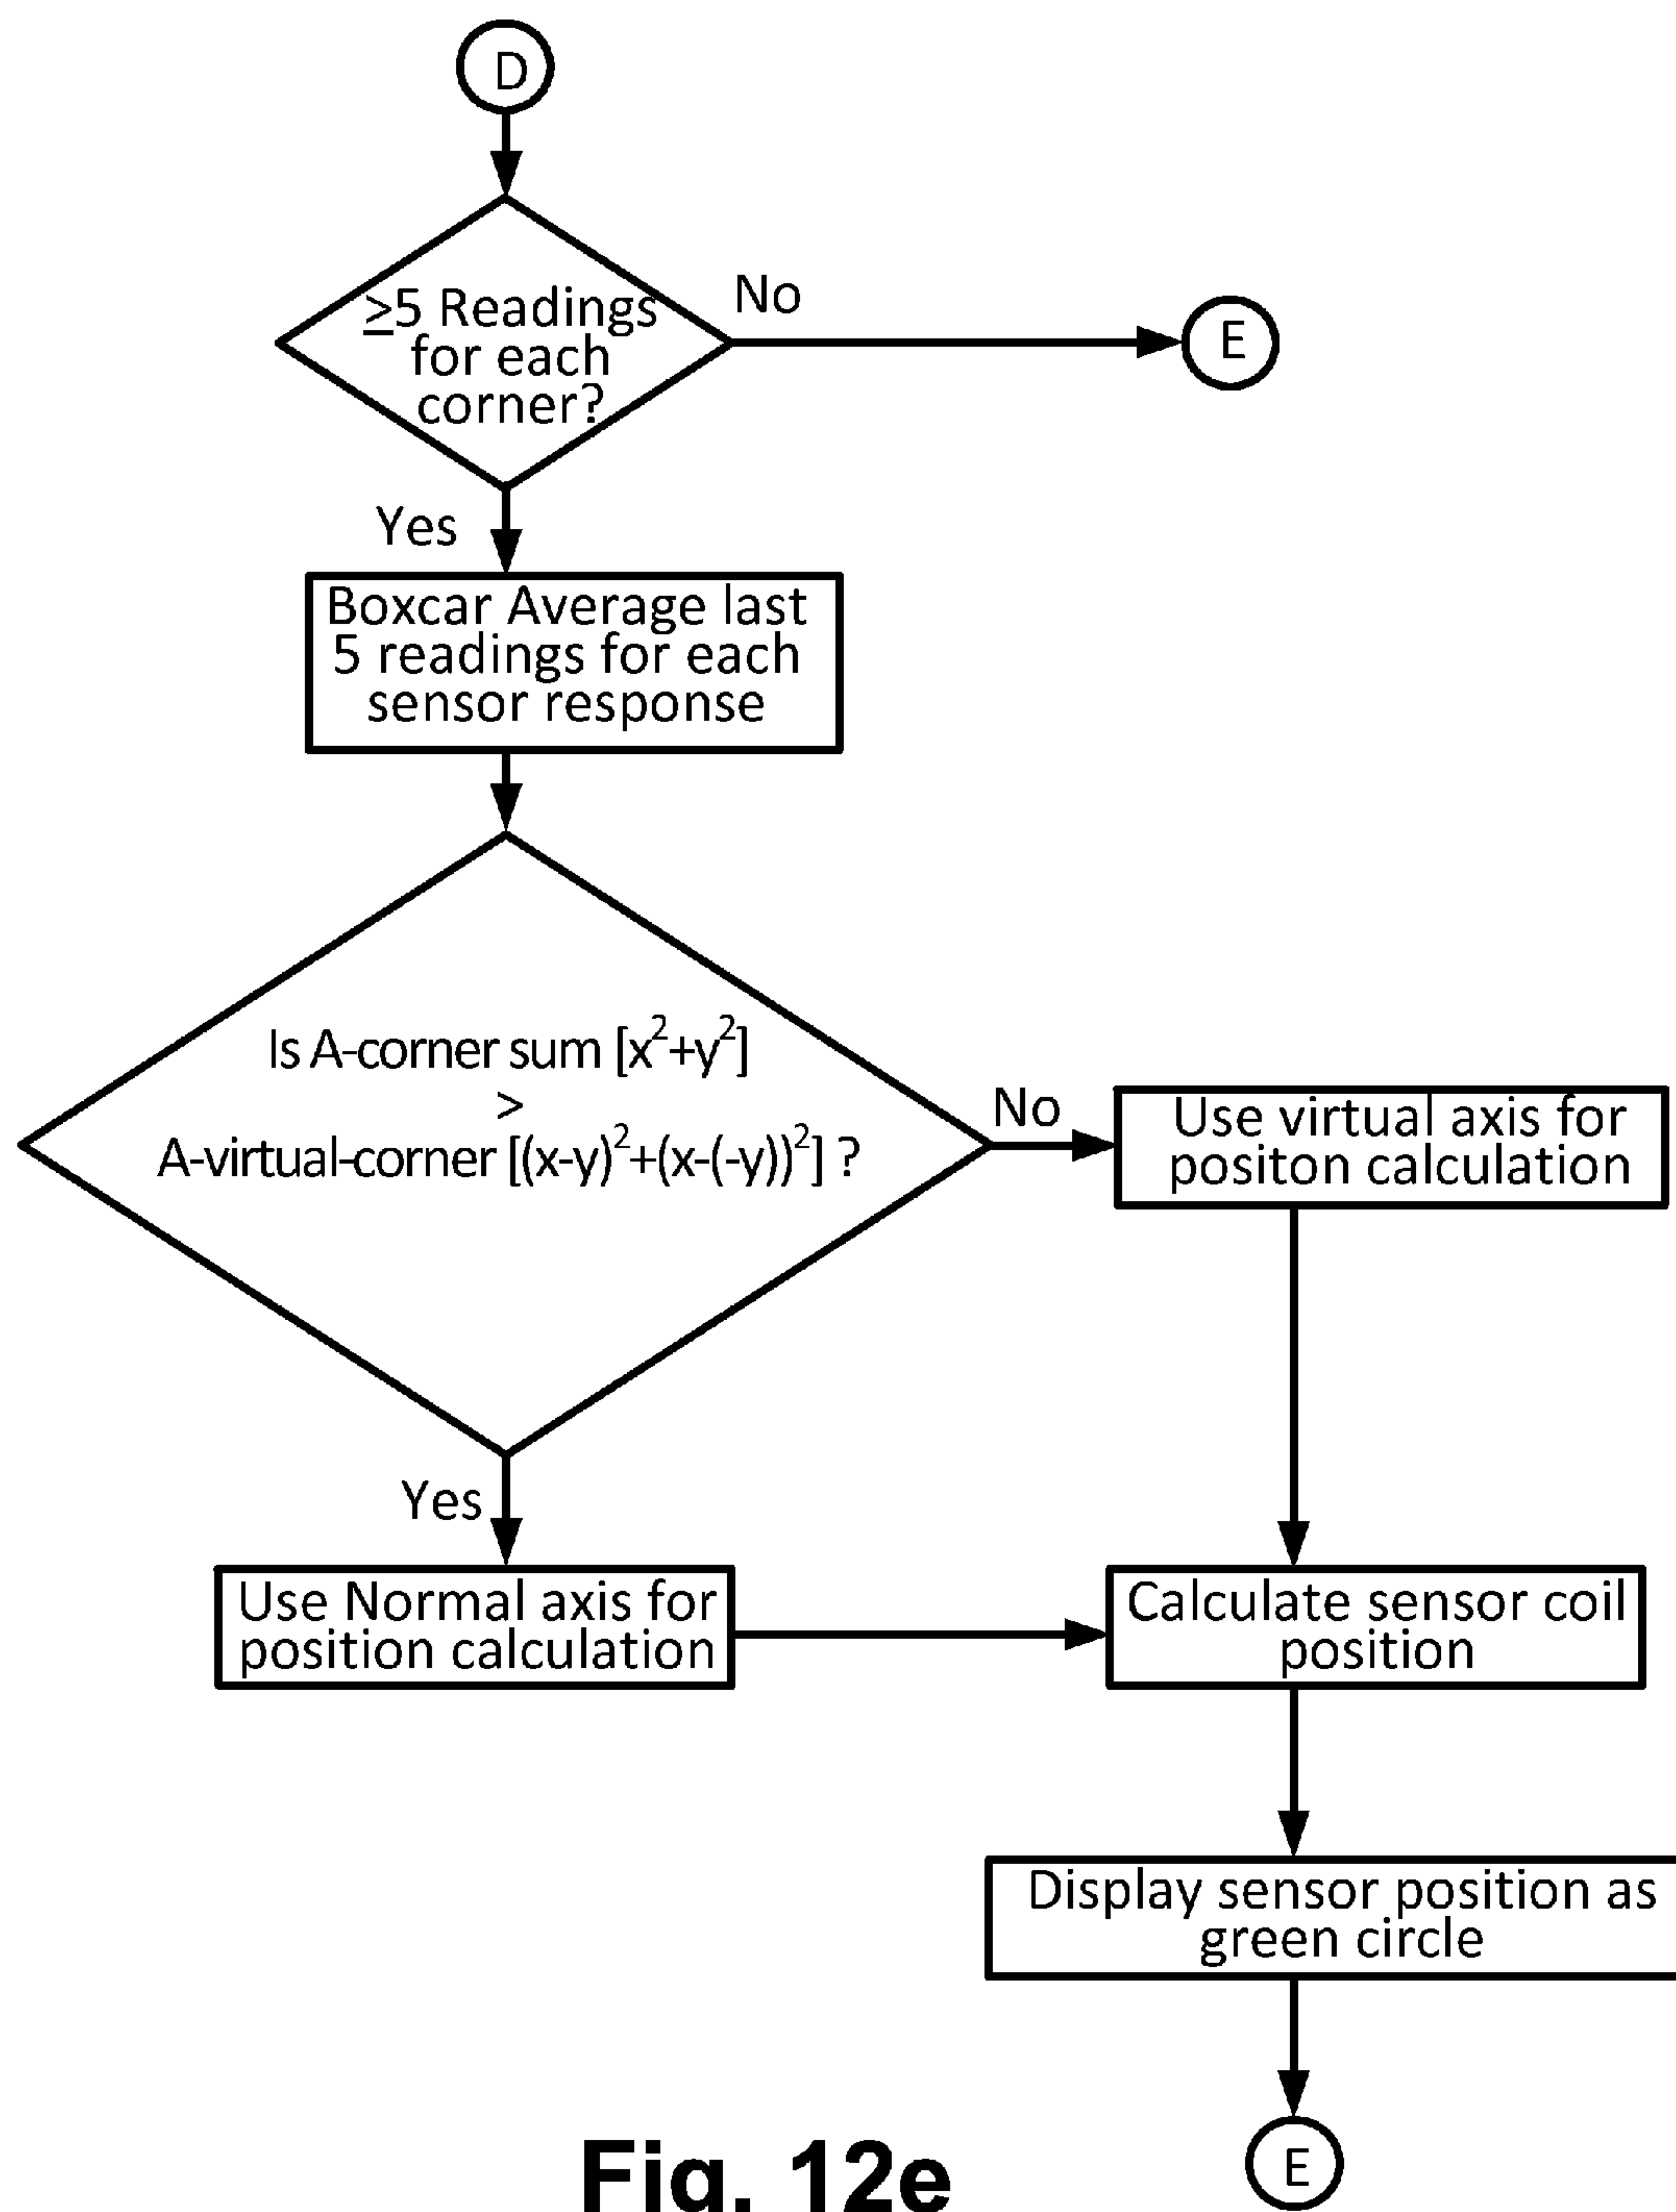 D
≥5 Readings
for each
corner?
No
E
Yes
Boxcar Average last
5 readings for each
sensor response
Is A-corner sum [x²+y²]
>
A-virtual-corner [(x-y)²+(x-(-y))²] ?
No
Use virtual axis for
positon calculation
Yes
Use Normal axis for
position calculation
Calculate sensor coil
position
Display sensor position as
green circle
E
Fig. 12e